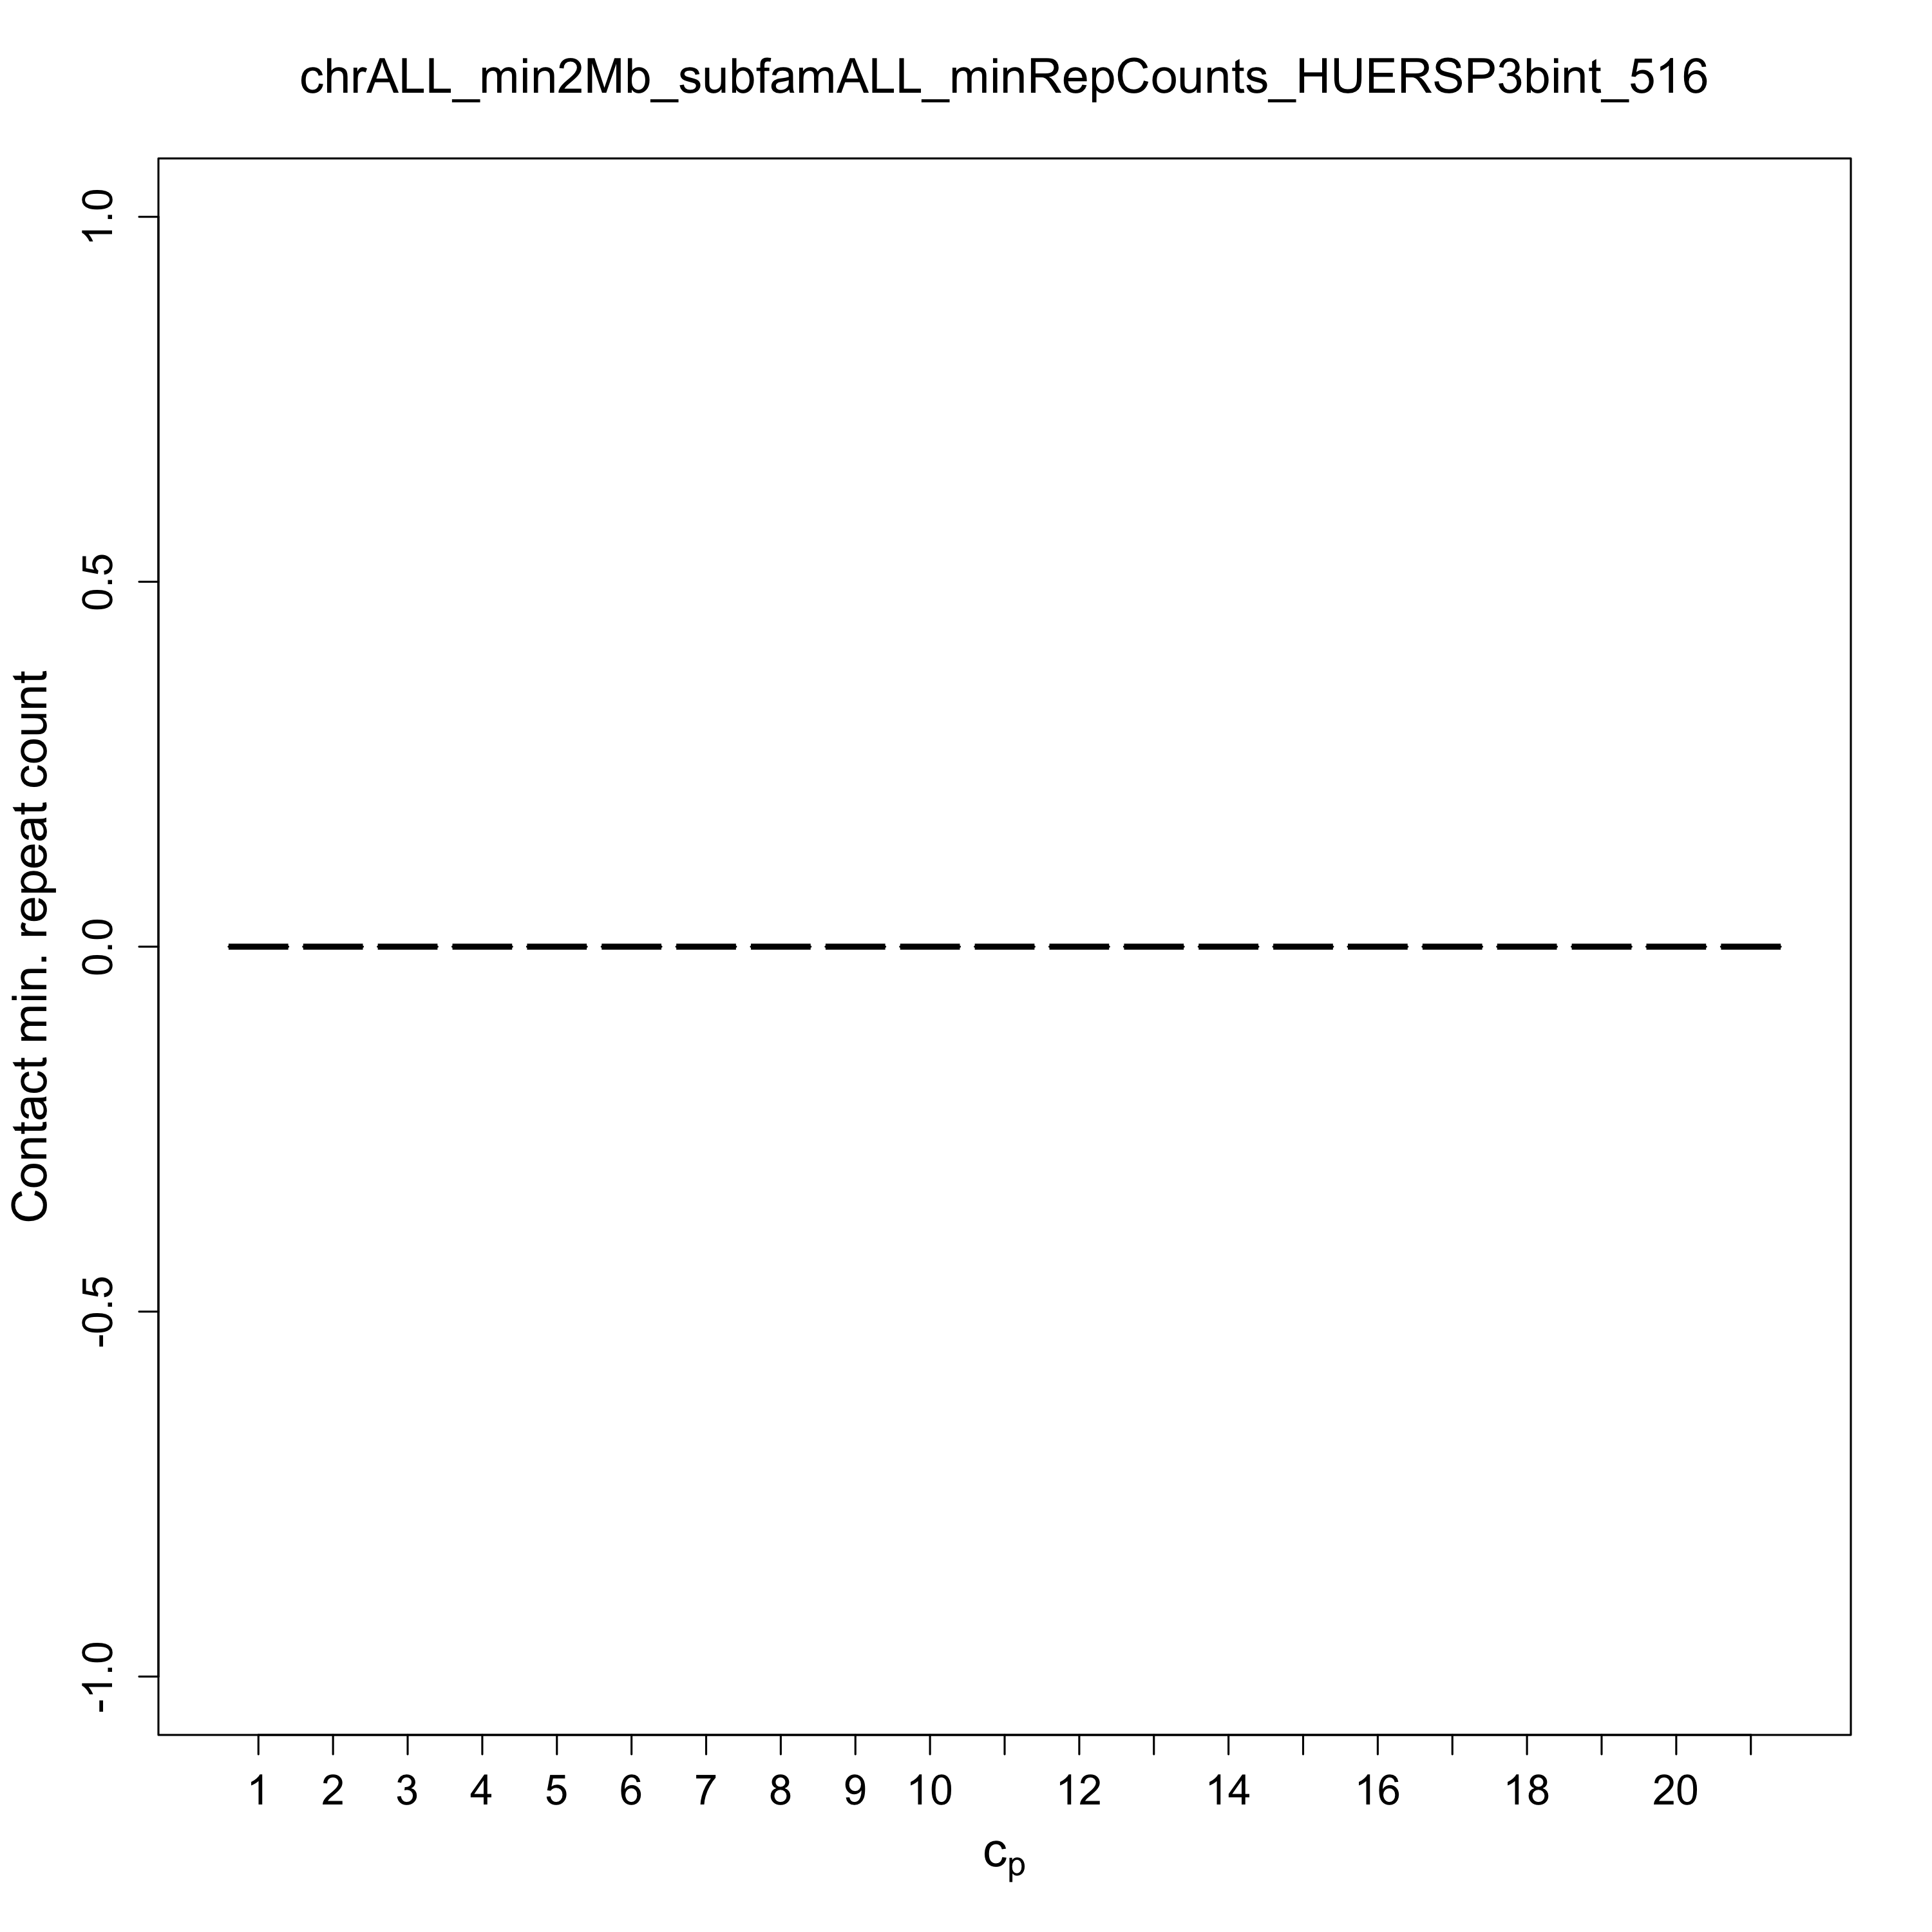 chrALL_min2Mb_subfamALL_minRepCounts_HUERSP3bint_516
Contact min. repeat count
1.0
0.5
0.0
-0.5
-1.0
1 2 3 4 5 6 7 8 9 10 12 14 16 18 20
cp